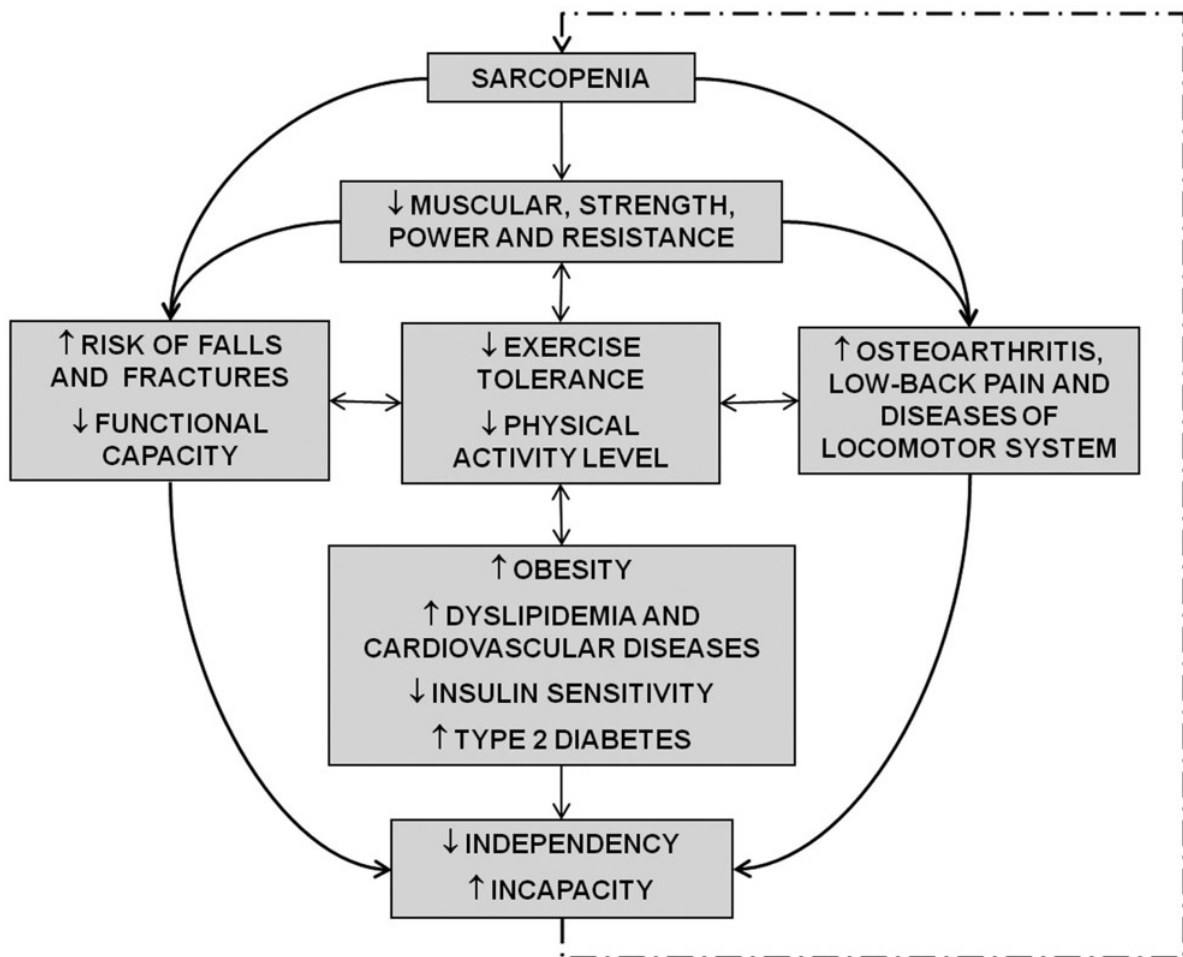 SARCOPENIA
↓ MUSCULAR, STRENGTH,
POWER AND RESISTANCE
↑ RISK OF FALLS
AND FRACTURES
↓ FUNCTIONAL
CAPACITY
↓ EXERCISE
TOLERANCE
↓ PHYSICAL
ACTIVITY LEVEL
↑ OSTEOARTHRITIS,
LOW-BACK PAIN AND
DISEASES OF
LOCOMOTOR SYSTEM
↑ OBESITY
↑ DYSLIPIDEMIA AND
CARDIOVASCULAR DISEASES
↓ INSULIN SENSITIVITY
↑ TYPE 2 DIABETES
↓ INDEPENDENCY
↑ INCAPACITY